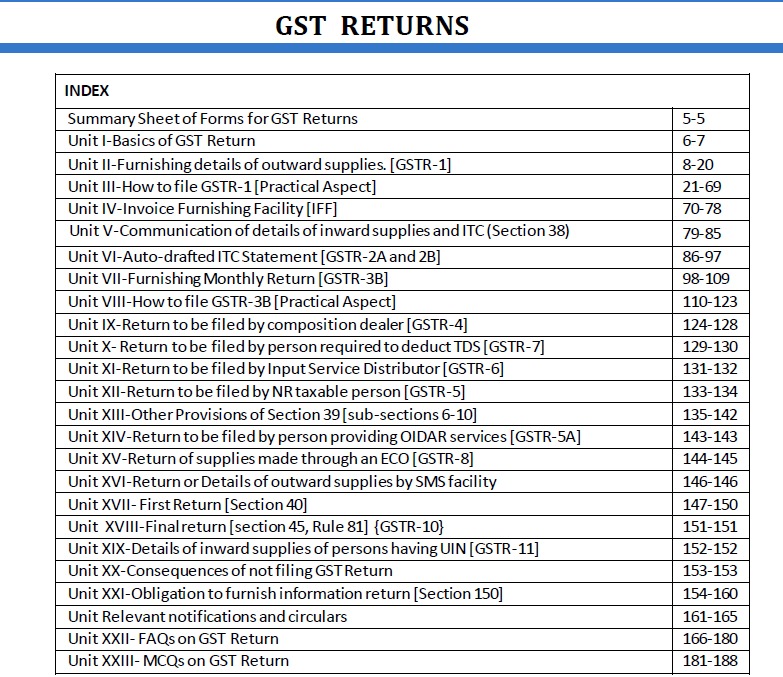 GST RETURNS
INDEX
Summary Sheet of Forms for GST Returns 5-5
Unit I-Basics of GST Return 6-7
Unit II-Furnishing details of outward supplies. [GSTR-1] 8-20
Unit III-How to file GSTR-1 [Practical Aspect] 21-69
Unit IV-Invoice Furnishing Facility [IFF] 70-78
Unit V-Communication of details of inward supplies and ITC (Section 38) 79-85
Unit VI-Auto-drafted ITC Statement [GSTR-2A and 2B] 86-97
Unit VII-Furnishing Monthly Return [GSTR-3B] 98-109
Unit VIII-How to file GSTR-3B [Practical Aspect] 110-123
Unit IX-Return to be filed by composition dealer [GSTR-4] 124-128
Unit X- Return to be filed by person required to deduct TDS [GSTR-7] 129-130
Unit XI-Return to be filed by Input Service Distributor [GSTR-6] 131-132
Unit XII-Return to be filed by NR taxable person [GSTR-5] 133-134
Unit XIII-Other Provisions of Section 39 [sub-sections 6-10] 135-142
Unit XIV-Return to be filed by person providing OIDAR services [GSTR-5A] 143-143
Unit XV-Return of supplies made through an ECO [GSTR-8] 144-145
Unit XVI-Return or Details of outward supplies by SMS facility 146-146
Unit XVII- First Return [Section 40] 147-150
Unit XVIII-Final return [section 45, Rule 81] {GSTR-10} 151-151
Unit XIX-Details of inward supplies of persons having UIN [GSTR-11] 152-152
Unit XX-Consequences of not filing GST Return 153-153
Unit XXI-Obligation to furnish information return [Section 150] 154-160
Unit Relevant notifications and circulars 161-165
Unit XXII- FAQs on GST Return 166-180
Unit XXIII- MCQs on GST Return 181-188